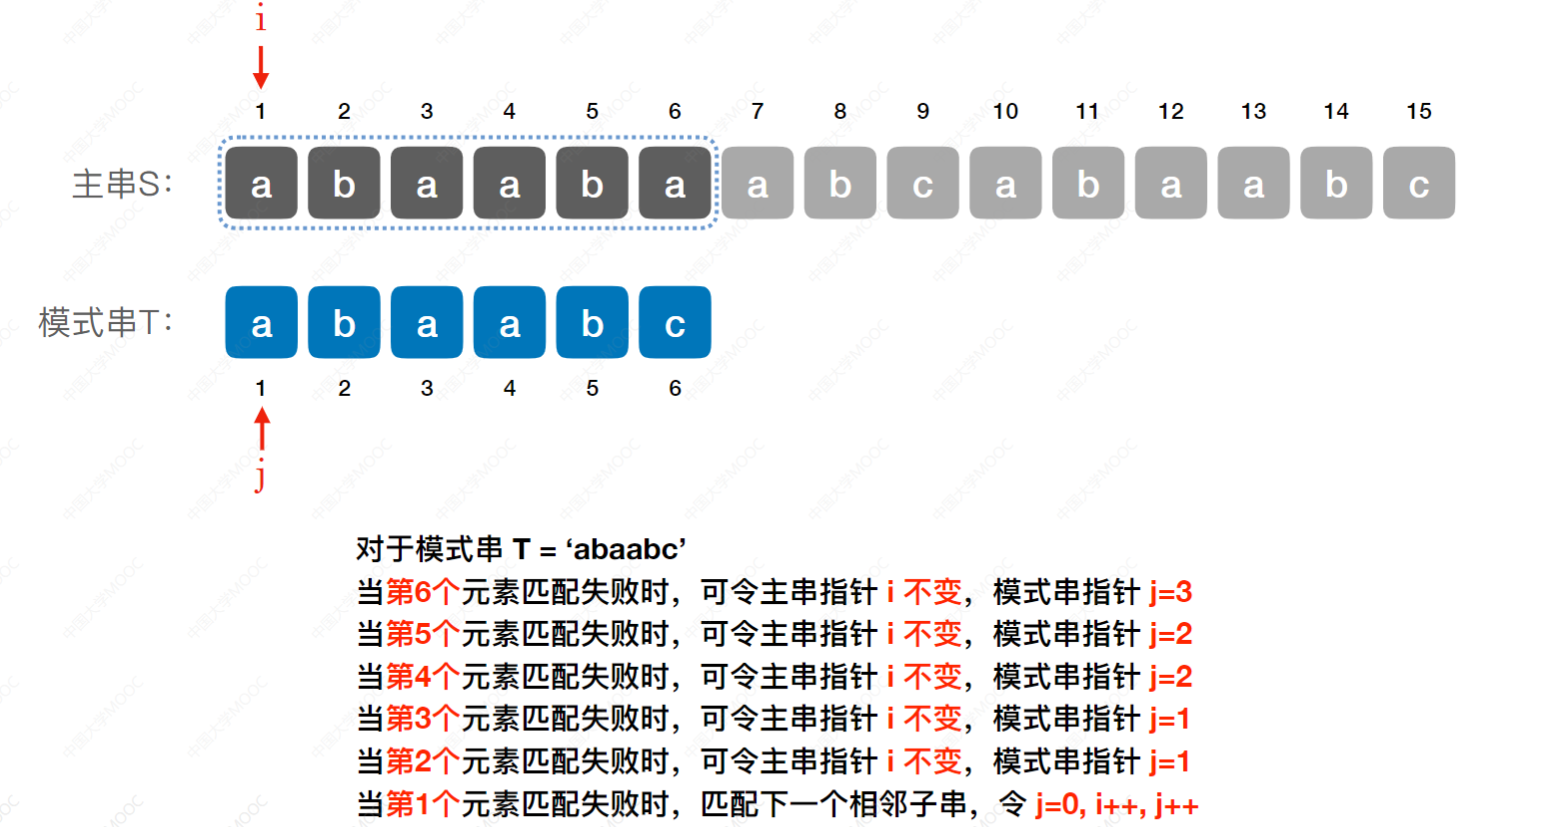 i
1 2 3 4 5 6 7 8 9 10 11 12 13 14 15
主串S： a b a a b a a b c a b a a b c
模式串T： a b a a b c
1 2 3 4 5 6
j
对于模式串 T = ‘abaabc’
当第6个元素匹配失败时，可令主串指针 i 不变，模式串指针 j=3
当第5个元素匹配失败时，可令主串指针 i 不变，模式串指针 j=2
当第4个元素匹配失败时，可令主串指针 i 不变，模式串指针 j=2
当第3个元素匹配失败时，可令主串指针 i 不变，模式串指针 j=1
当第2个元素匹配失败时，可令主串指针 i 不变，模式串指针 j=1
当第1个元素匹配失败时，匹配下一个相邻子串，令 j=0, i++, j++
中国大学MOOC